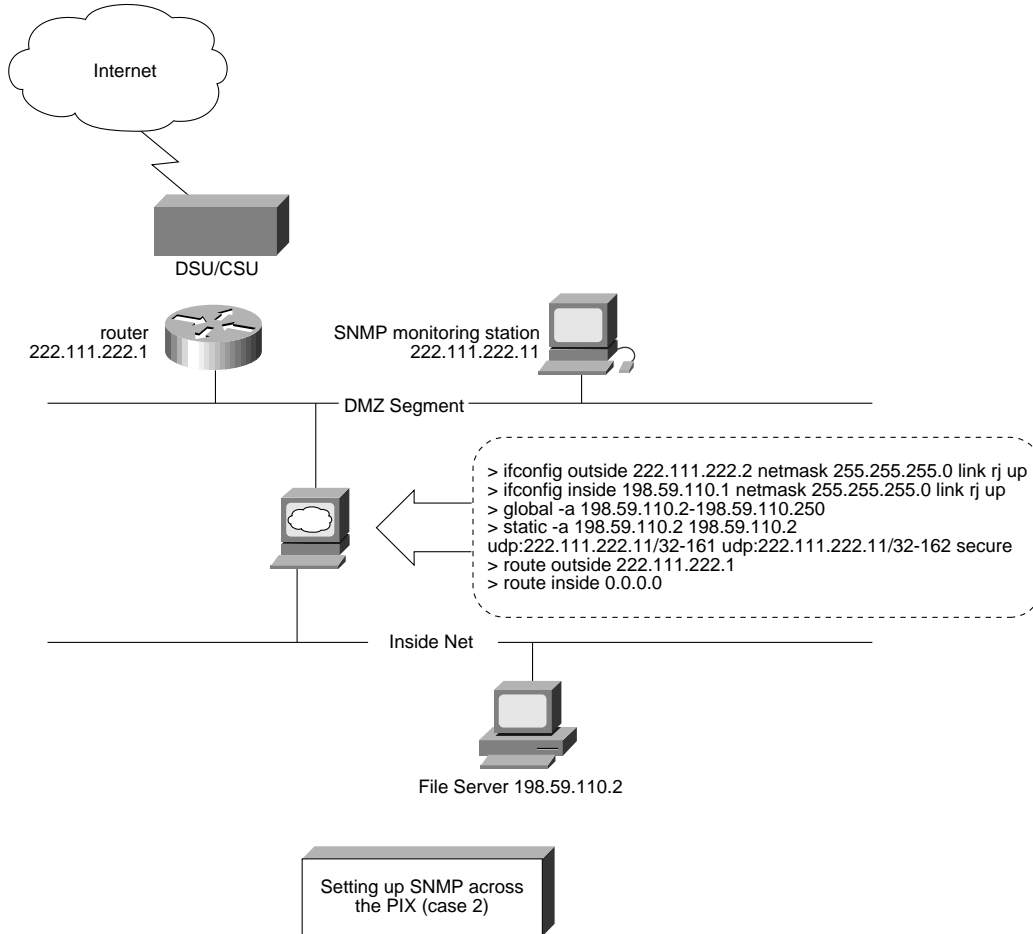 Internet
DSU/CSU
router
222.111.222.1
SNMP monitoring station
222.111.222.11
DMZ Segment
> ifconfig outside 222.111.222.2 netmask 255.255.255.0 link rj up
> ifconfig inside 198.59.110.1 netmask 255.255.255.0 link rj up
> global -a 198.59.110.2-198.59.110.250
> static -a 198.59.110.2 198.59.110.2
udp:222.111.222.11/32-161 udp:222.111.222.11/32-162 secure
> route outside 222.111.222.1
> route inside 0.0.0.0
Inside Net
File Server 198.59.110.2
Setting up SNMP across
the PIX (case 2)